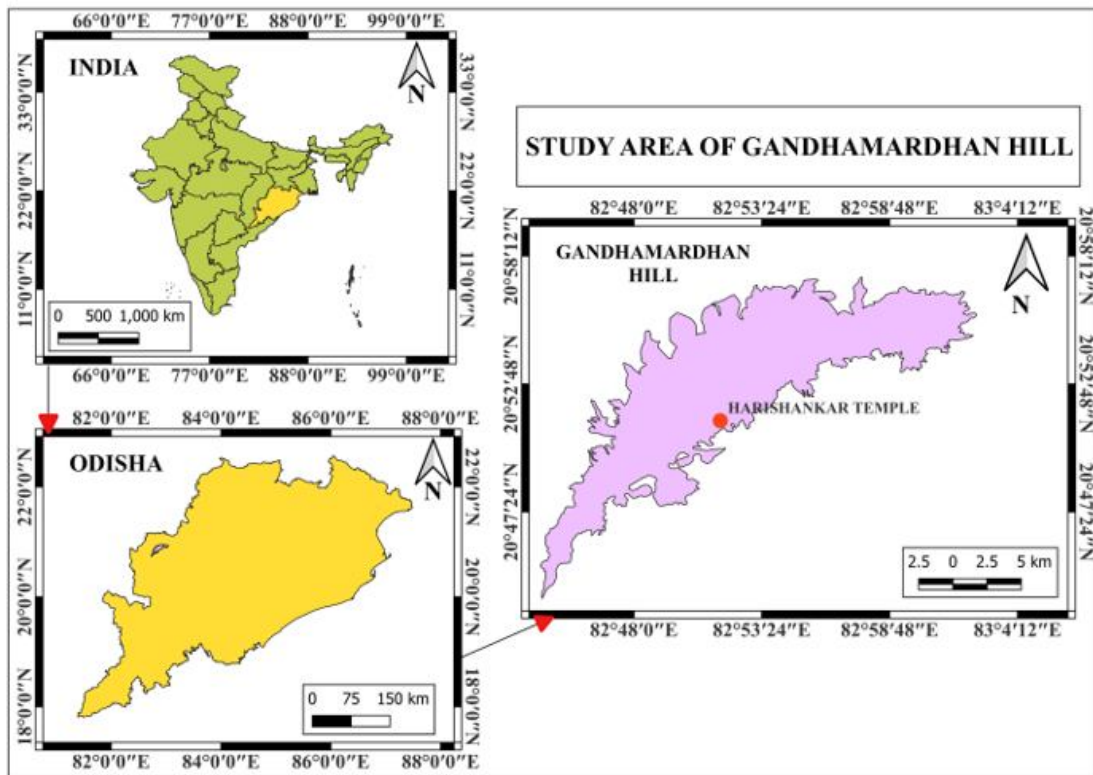 66°0'0"E 77°0'0"E 88°0'0"E 99°0'0"E
INDIA
N
33°0'0"N
22°0'0"N
11°0'0"N
33°0'0"N
22°0'0"N
11°0'0"N
0 500 1,000 km
66°0'0"E 77°0'0"E 88°0'0"E 99°0'0"E
82°0'0"E 84°0'0"E 86°0'0"E 88°0'0"E
ODISHA
N
22°0'0"N
20°0'0"N
18°0'0"N
22°0'0"N
20°0'0"N
18°0'0"N
0 75 150 km
82°0'0"E 84°0'0"E 86°0'0"E 88°0'0"E
STUDY AREA OF GANDHAMARDHAN HILL
82°48'0"E 82°53'24"E 82°58'48"E 83°4'12"E
GANDHAMARDHAN
HILL
N
20°58'12"N
20°52'48"N
20°47'24"N
20°58'12"N
20°52'48"N
20°47'24"N
HARISHANKAR TEMPLE
2.5 0 2.5 5 km
82°48'0"E 82°53'24"E 82°58'48"E 83°4'12"E